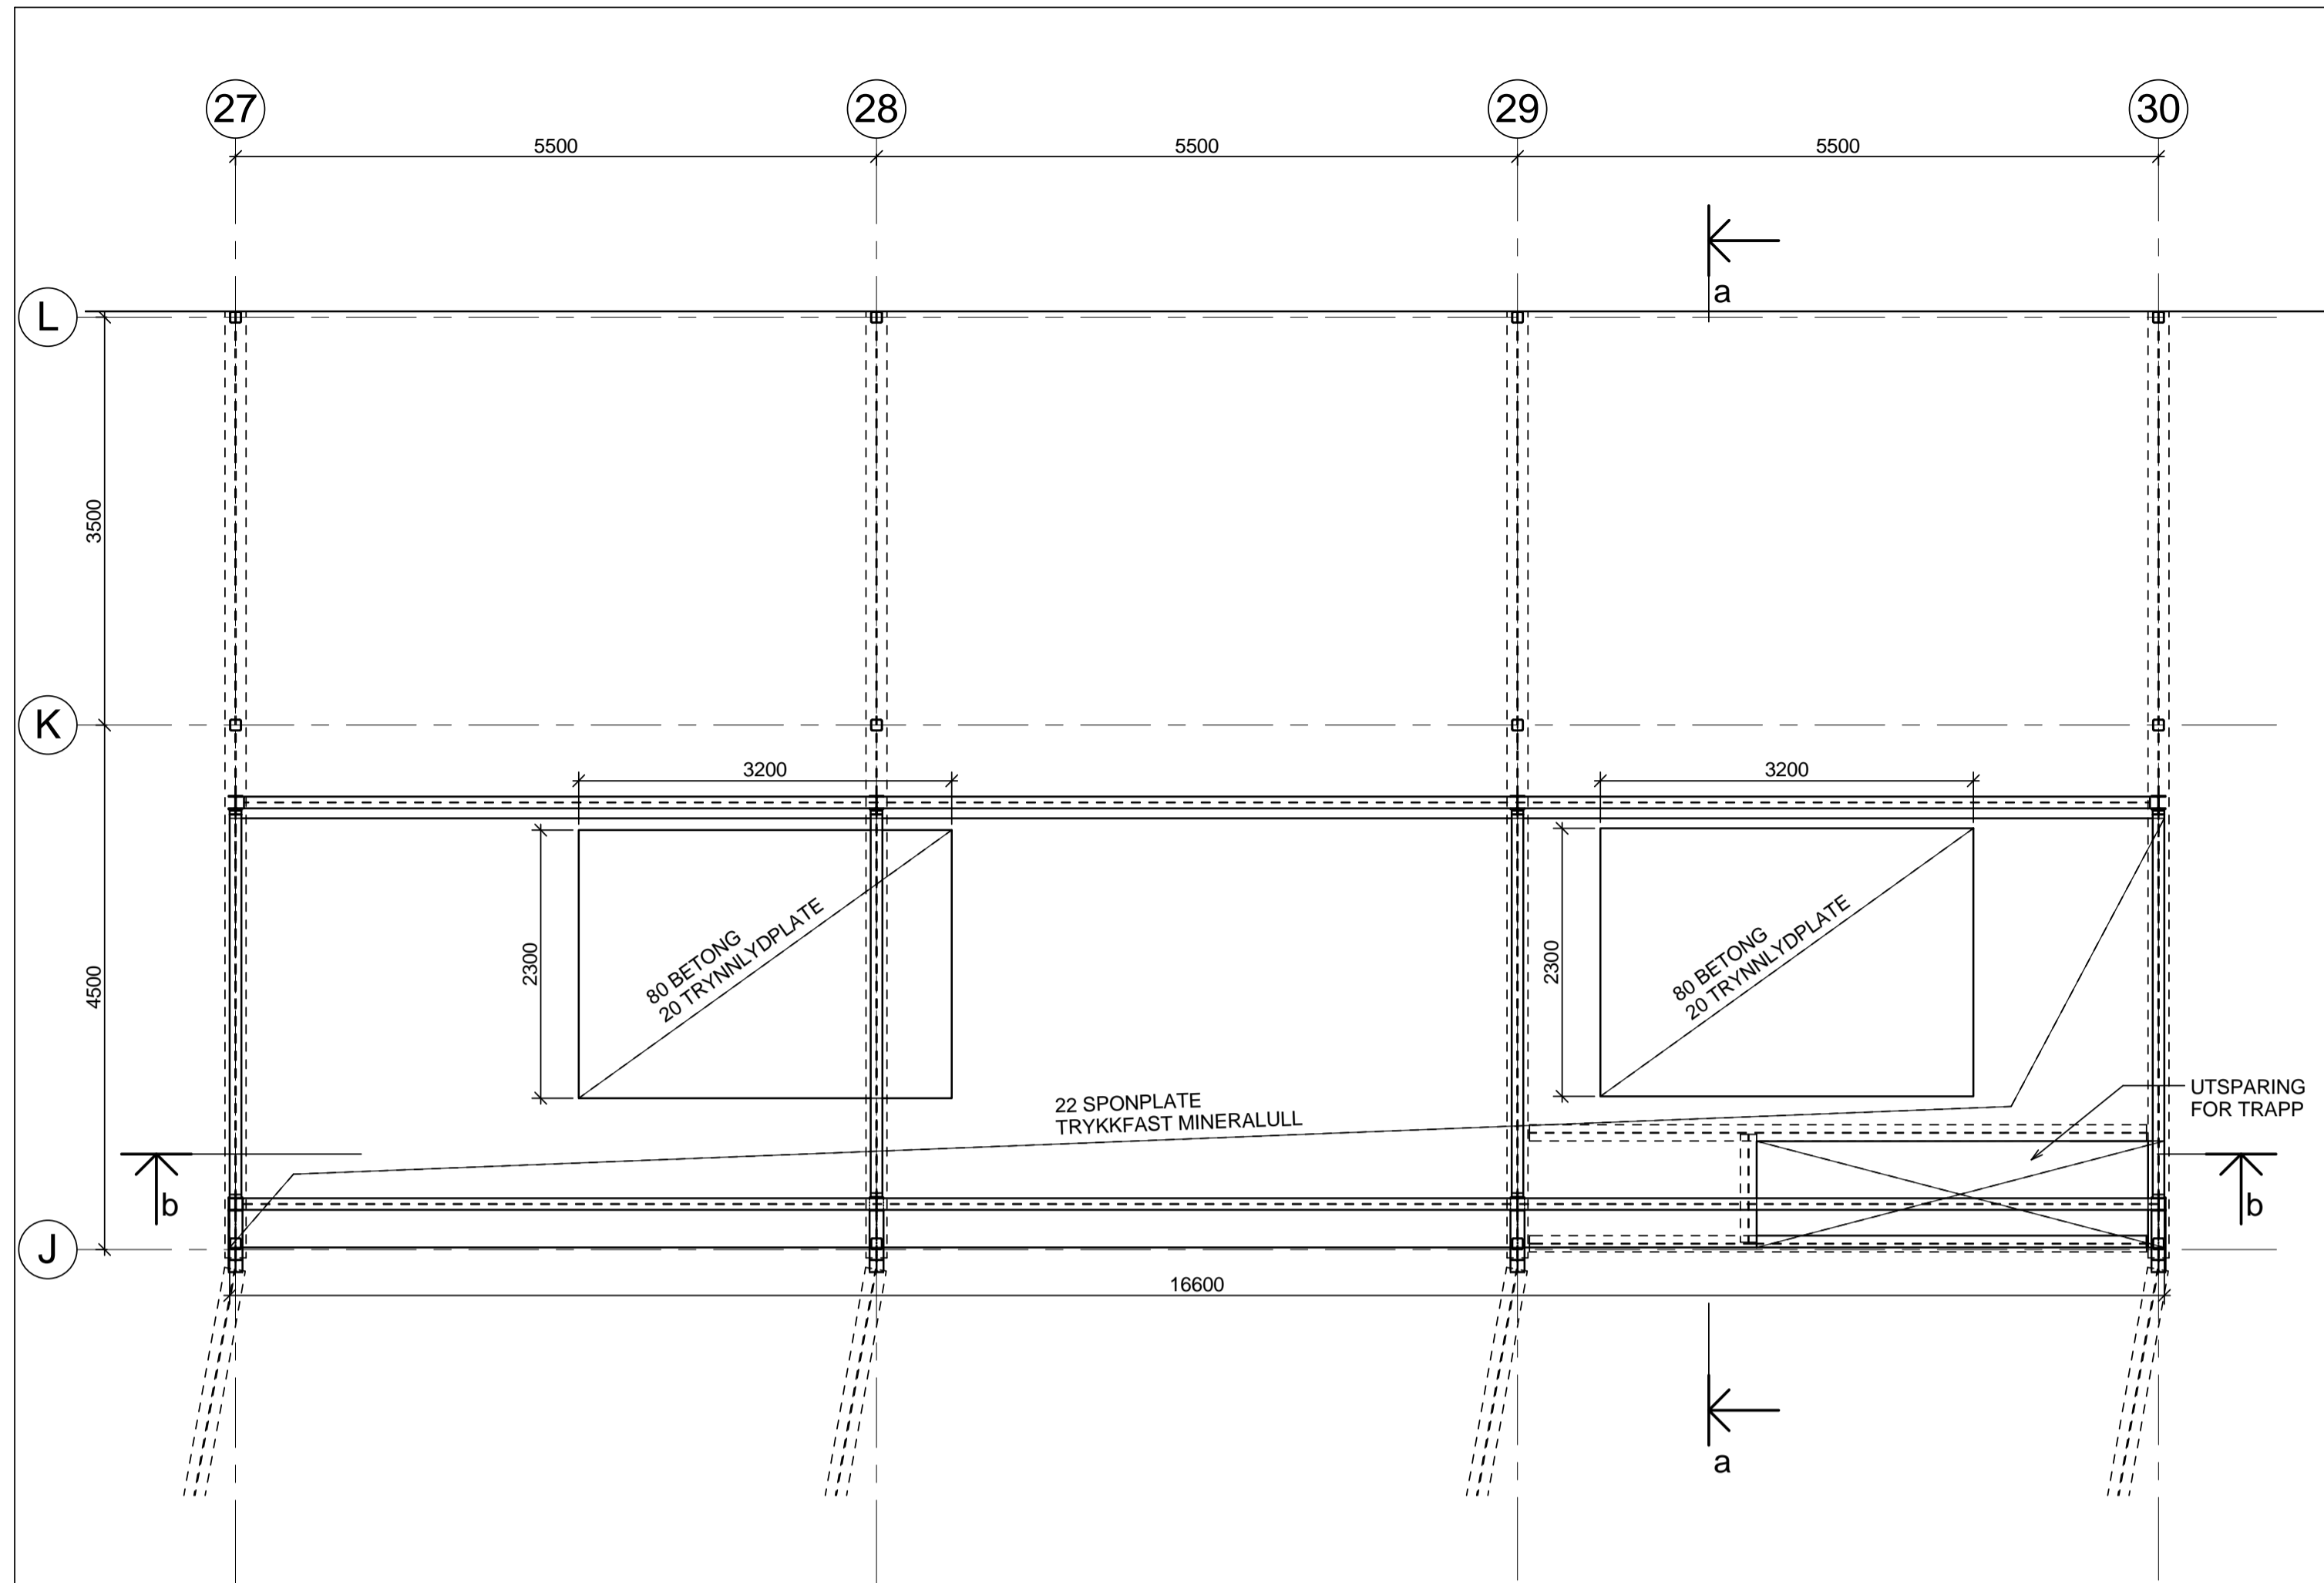 27
28
29
30
5500
5500
5500
a
L
3500
K
3200
3200
4500
2300
80 BETONG
20 TRYNNLYDPLATE
2300
80 BETONG
20 TRYNNLYDPLATE
22 SPONPLATE
TRYKKFAST MINERALULL
UTSPARING
FOR TRAPP
b
b
J
16600
a